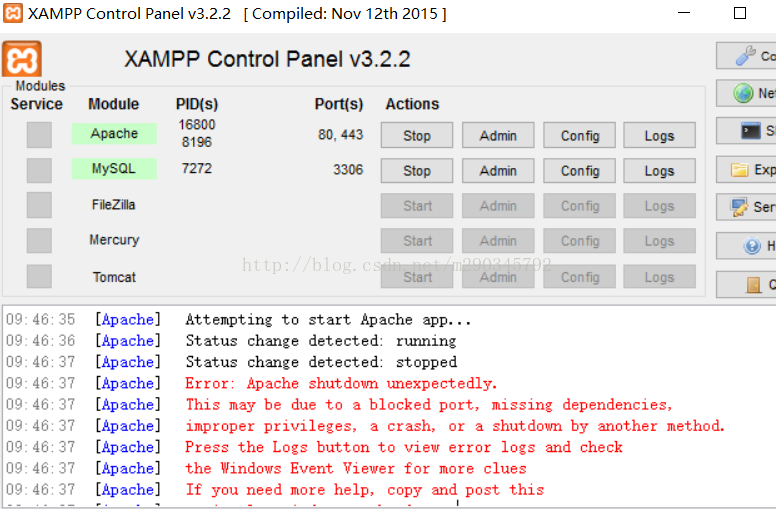 XAMPP Control Panel v3.2.2 [ Compiled: Nov 12th 2015 ]
XAMPP Control Panel v3.2.2
Modules
Service Module PID(s) Port(s) Actions
Apache 16800 8196 80, 443 Stop Admin Config Logs
MySQL 7272 3306 Stop Admin Config Logs
FileZilla Start Admin Config Logs
Mercury Start Admin Config Logs
Tomcat Start Admin Config Logs
Co
Net
S
Exp
Ser
H
Q
http://blog.csdn.net/m290345792
09:46:35 [Apache] Attempting to start Apache app...
09:46:36 [Apache] Status change detected: running
09:46:37 [Apache] Status change detected: stopped
09:46:37 [Apache] Error: Apache shutdown unexpectedly.
09:46:37 [Apache] This may be due to a blocked port, missing dependencies,
09:46:37 [Apache] improper privileges, a crash, or a shutdown by another method.
09:46:37 [Apache] Press the Logs button to view error logs and check
09:46:37 [Apache] the Windows Event Viewer for more clues
09:46:37 [Apache] If you need more help, copy and post this